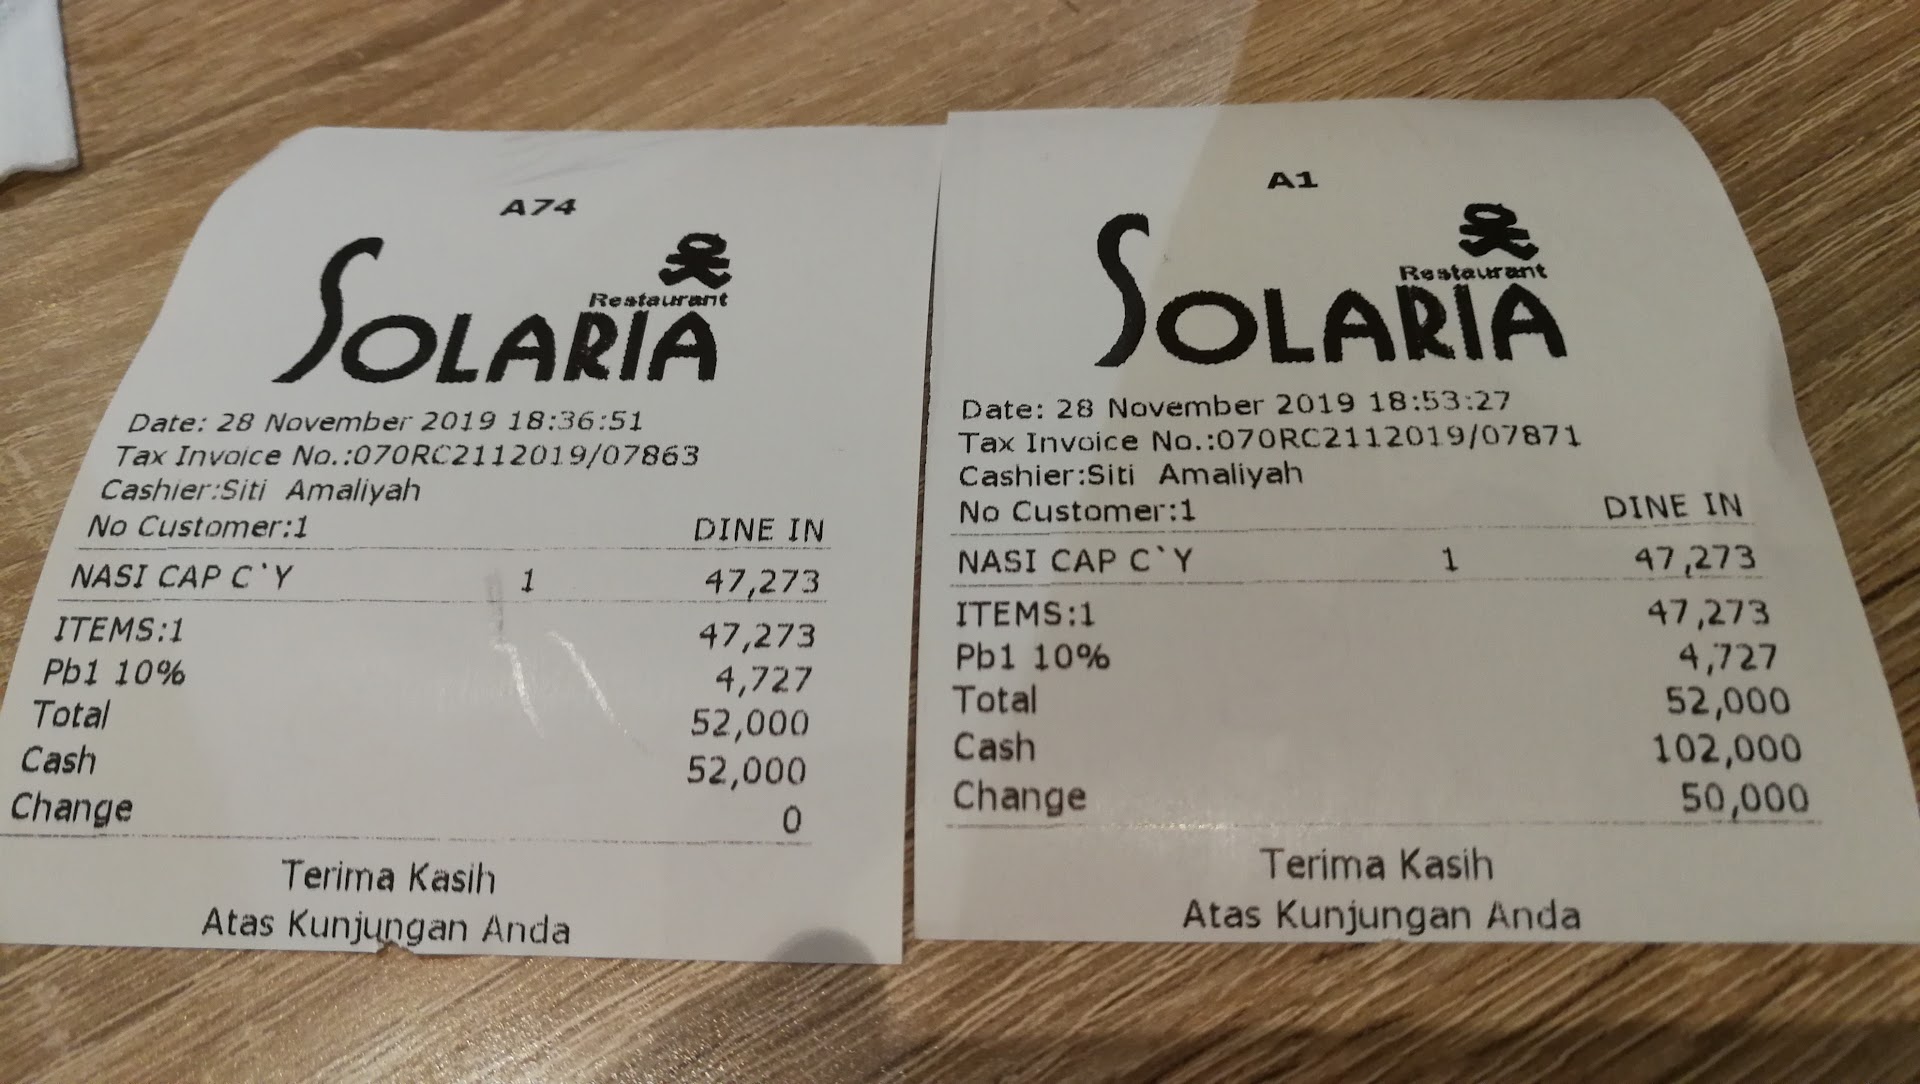 A74
Restaurant
SOLARIA
Date: 28 November 2019 18:36:51
Tax Invoice No.:070RC2112019/07863
Cashier:Siti Amaliyah
No Customer:1 DINE IN
NASI CAP C`Y 1 47,273
ITEMS:1 47,273
Pb1 10% 4,727
Total 52,000
Cash 52,000
Change 0
Terima Kasih
Atas Kunjungan Anda
A1
Restaurant
SOLARIA
Date: 28 November 2019 18:53:27
Tax Invoice No.:070RC2112019/07871
Cashier:Siti Amaliyah
No Customer:1 DINE IN
NASI CAP C`Y 1 47,273
ITEMS:1 47,273
Pb1 10% 4,727
Total 52,000
Cash 102,000
Change 50,000
Terima Kasih
Atas Kunjungan Anda